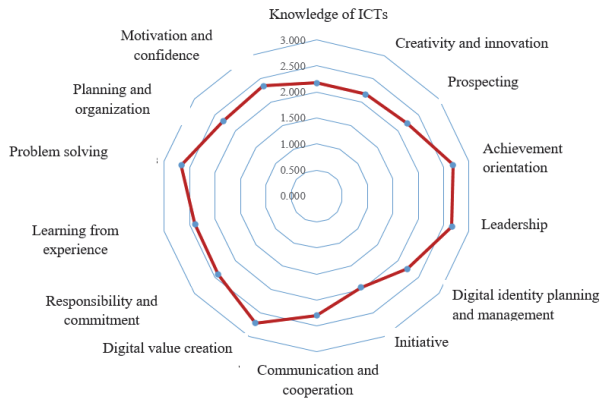 Knowledge of ICTs
Creativity and innovation
Prospecting
Achievement
orientation
Leadership
Digital identity planning
and management
Initiative
Communication and
cooperation
Digital value creation
Responsibility and
commitment
Learning from
experience
Problem solving
Planning and
organization
Motivation and
confidence
3.000
2.500
2.000
1.500
1.000
0.500
0.000